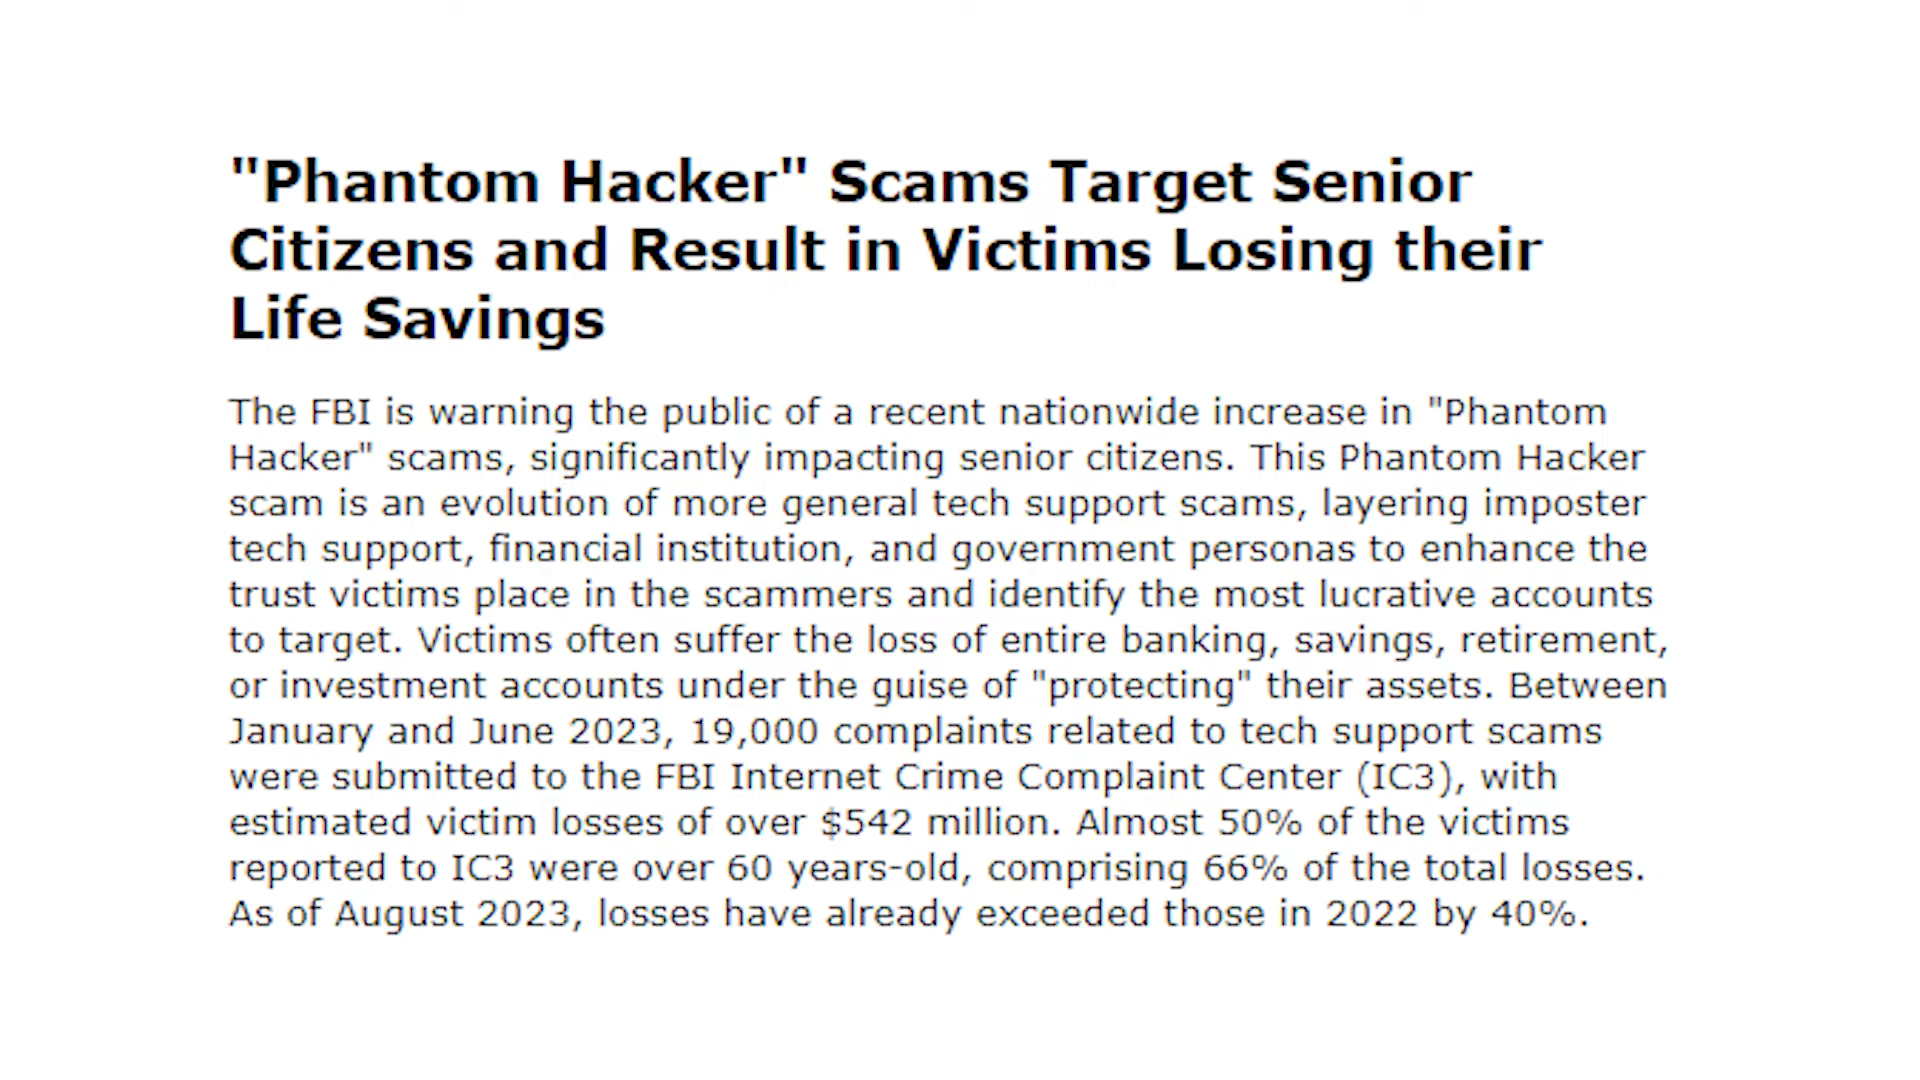 "Phantom Hacker" Scams Target Senior
Citizens and Result in Victims Losing their
Life Savings
The FBI is warning the public of a recent nationwide increase in "Phantom
Hacker" scams, significantly impacting senior citizens. This Phantom Hacker
scam is an evolution of more general tech support scams, layering imposter
tech support, financial institution, and government personas to enhance the
trust victims place in the scammers and identify the most lucrative accounts
to target. Victims often suffer the loss of entire banking, savings, retirement,
or investment accounts under the guise of "protecting" their assets. Between
January and June 2023, 19,000 complaints related to tech support scams
were submitted to the FBI Internet Crime Complaint Center (IC3), with
estimated victim losses of over $542 million. Almost 50% of the victims
reported to IC3 were over 60 years-old, comprising 66% of the total losses.
As of August 2023, losses have already exceeded those in 2022 by 40%.